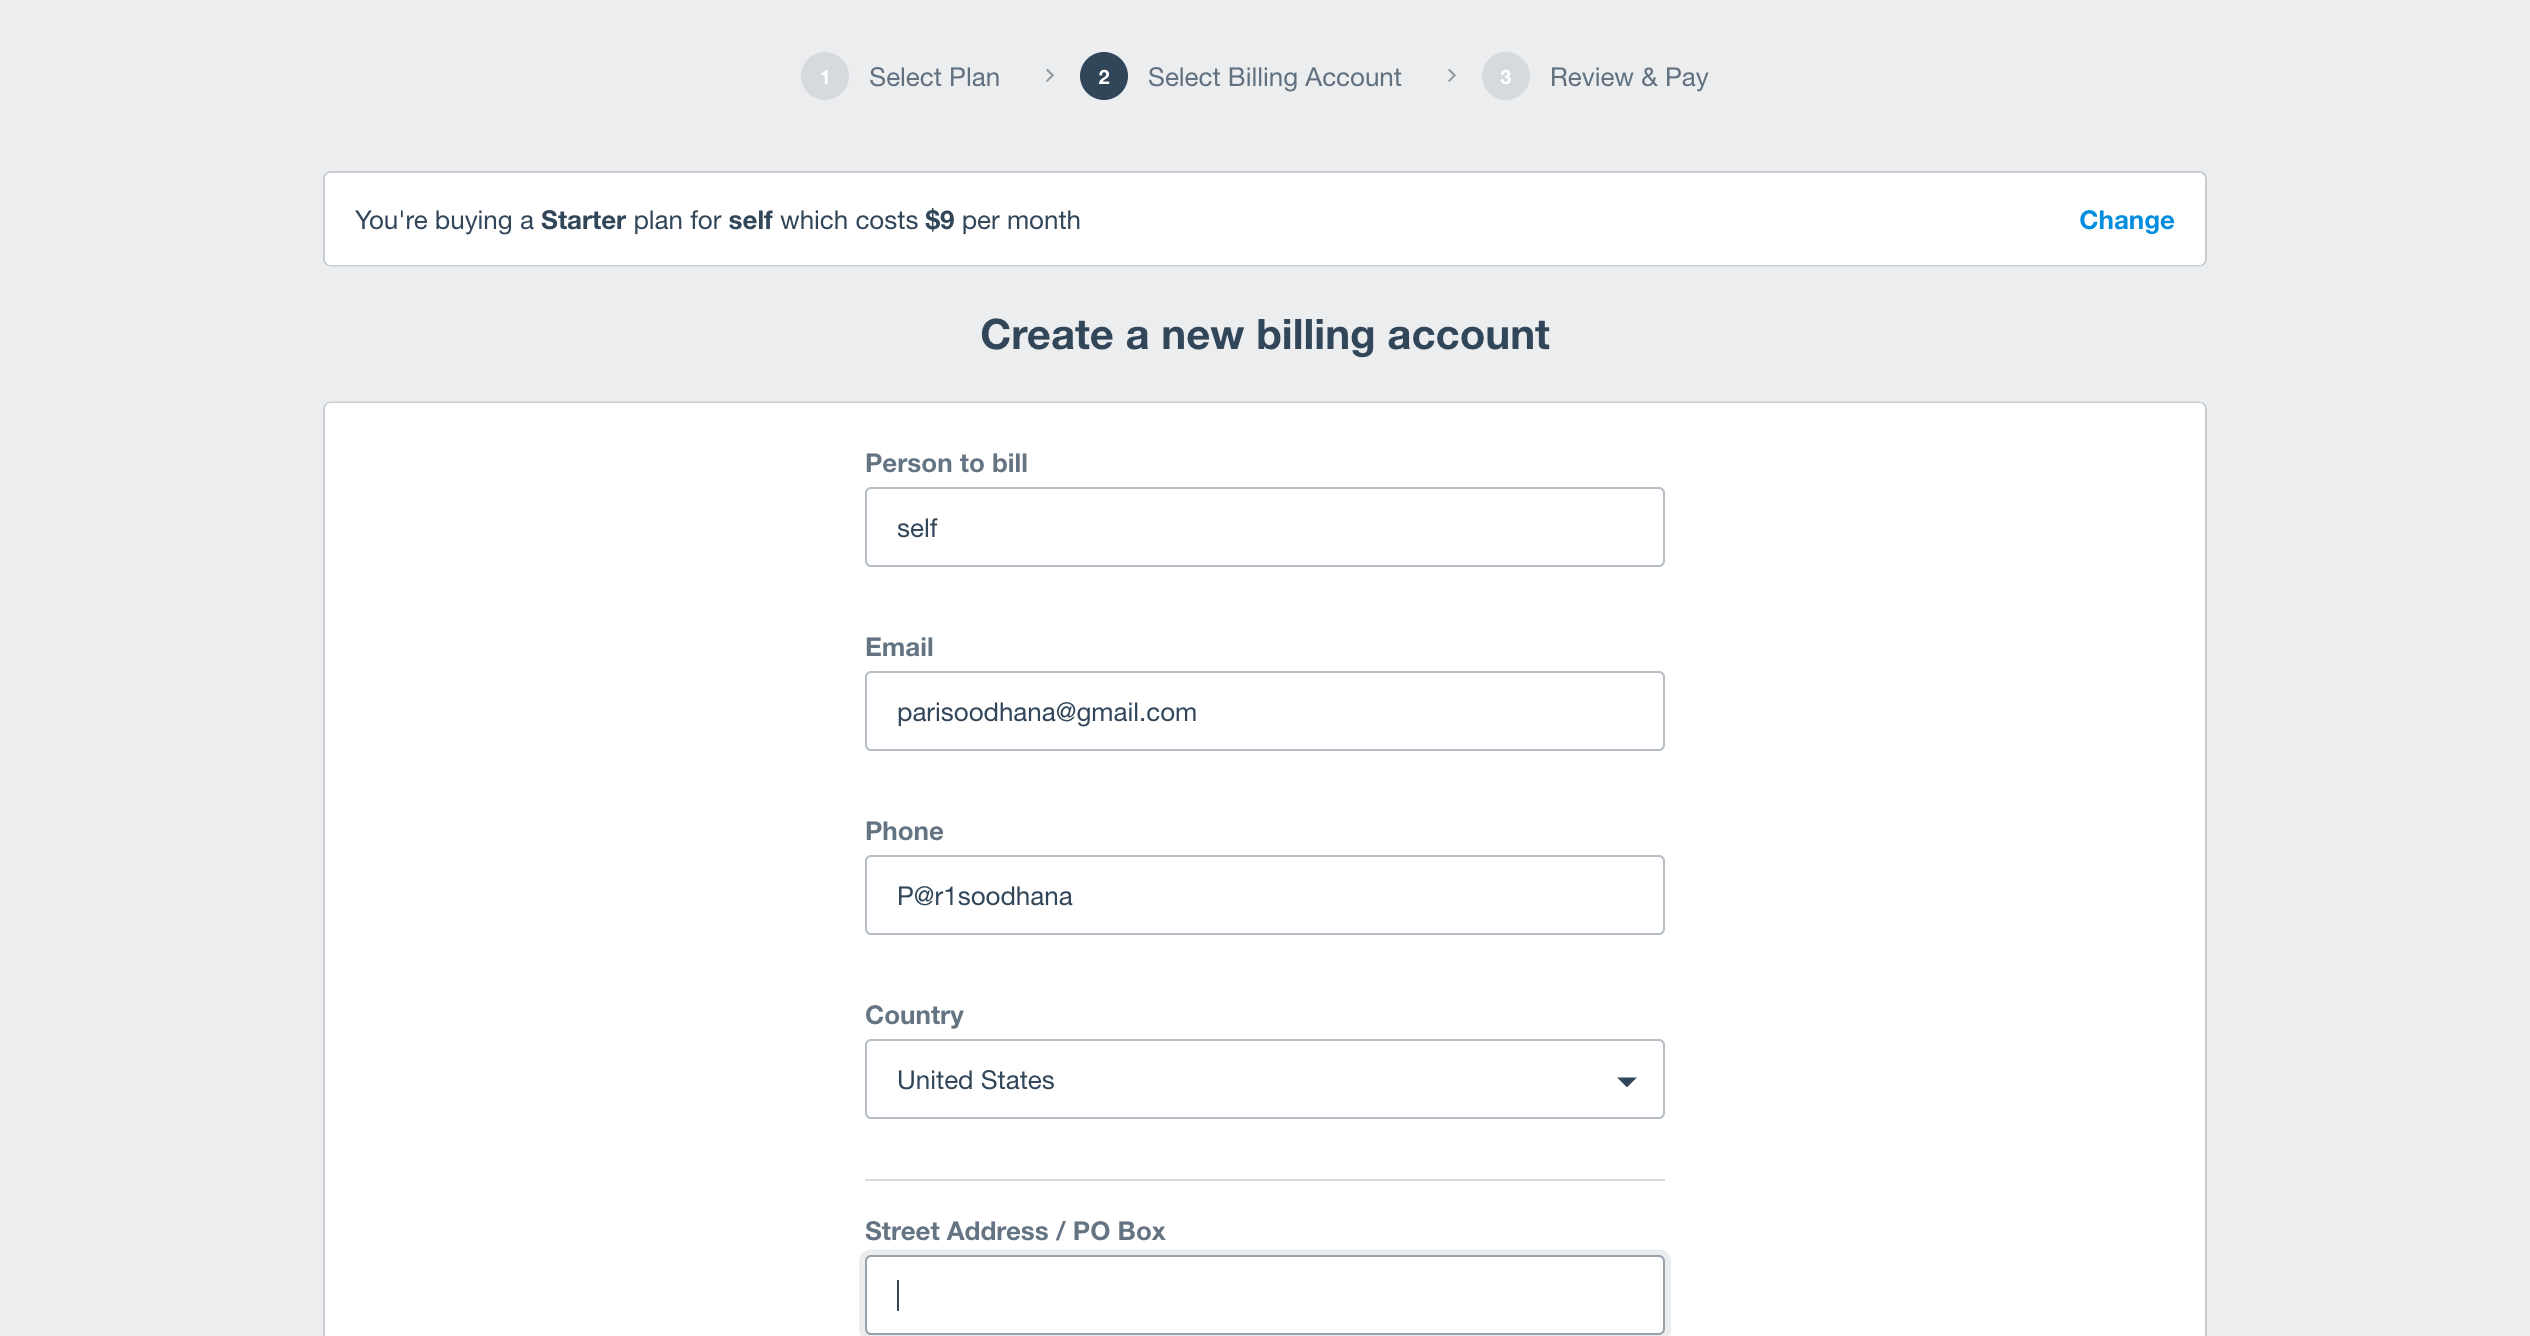 1 Select Plan > 2 Select Billing Account > 3 Review & Pay
You're buying a Starter plan for self which costs $9 per month Change
Create a new billing account
Person to bill
self
Email
parisoodhana@gmail.com
Phone
P@r1soodhana
Country
United States
Street Address / PO Box